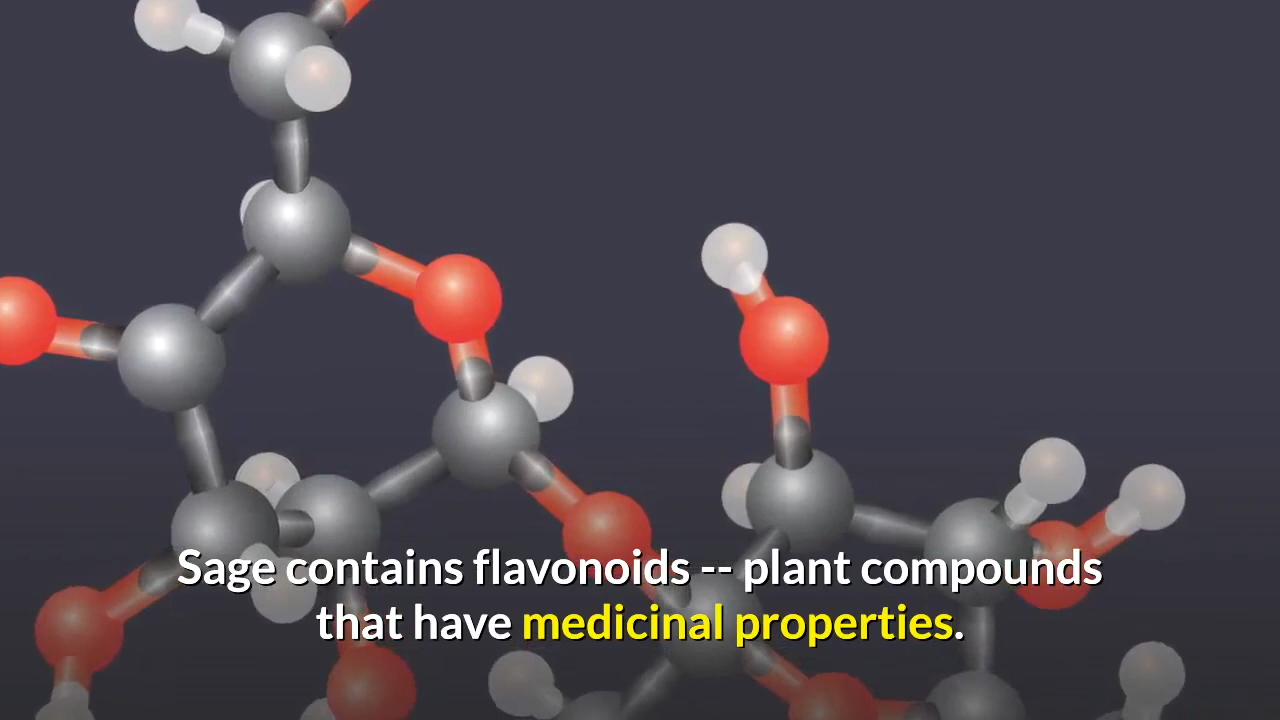 Sage contains flavonoids -- plant compounds
that have medicinal properties.